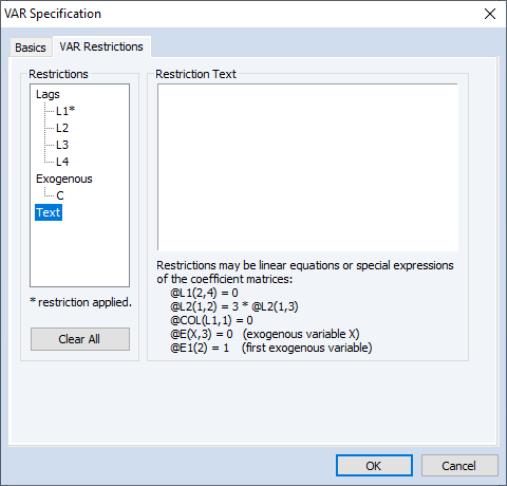 VAR Specification
Basics
VAR Restrictions
Restrictions
Lags
L1*
L2
L3
L4
Exogenous
C
Text
* restriction applied.
Clear All
Restriction Text
Restrictions may be linear equations or special expressions
of the coefficient matrices:
@L1(2,4) = 0
@L2(1,2) = 3 * @L2(1,3)
@COL(L1,1) = 0
@E(X,3) = 0 (exogenous variable X)
@E1(2) = 1 (first exogenous variable)
OK
Cancel